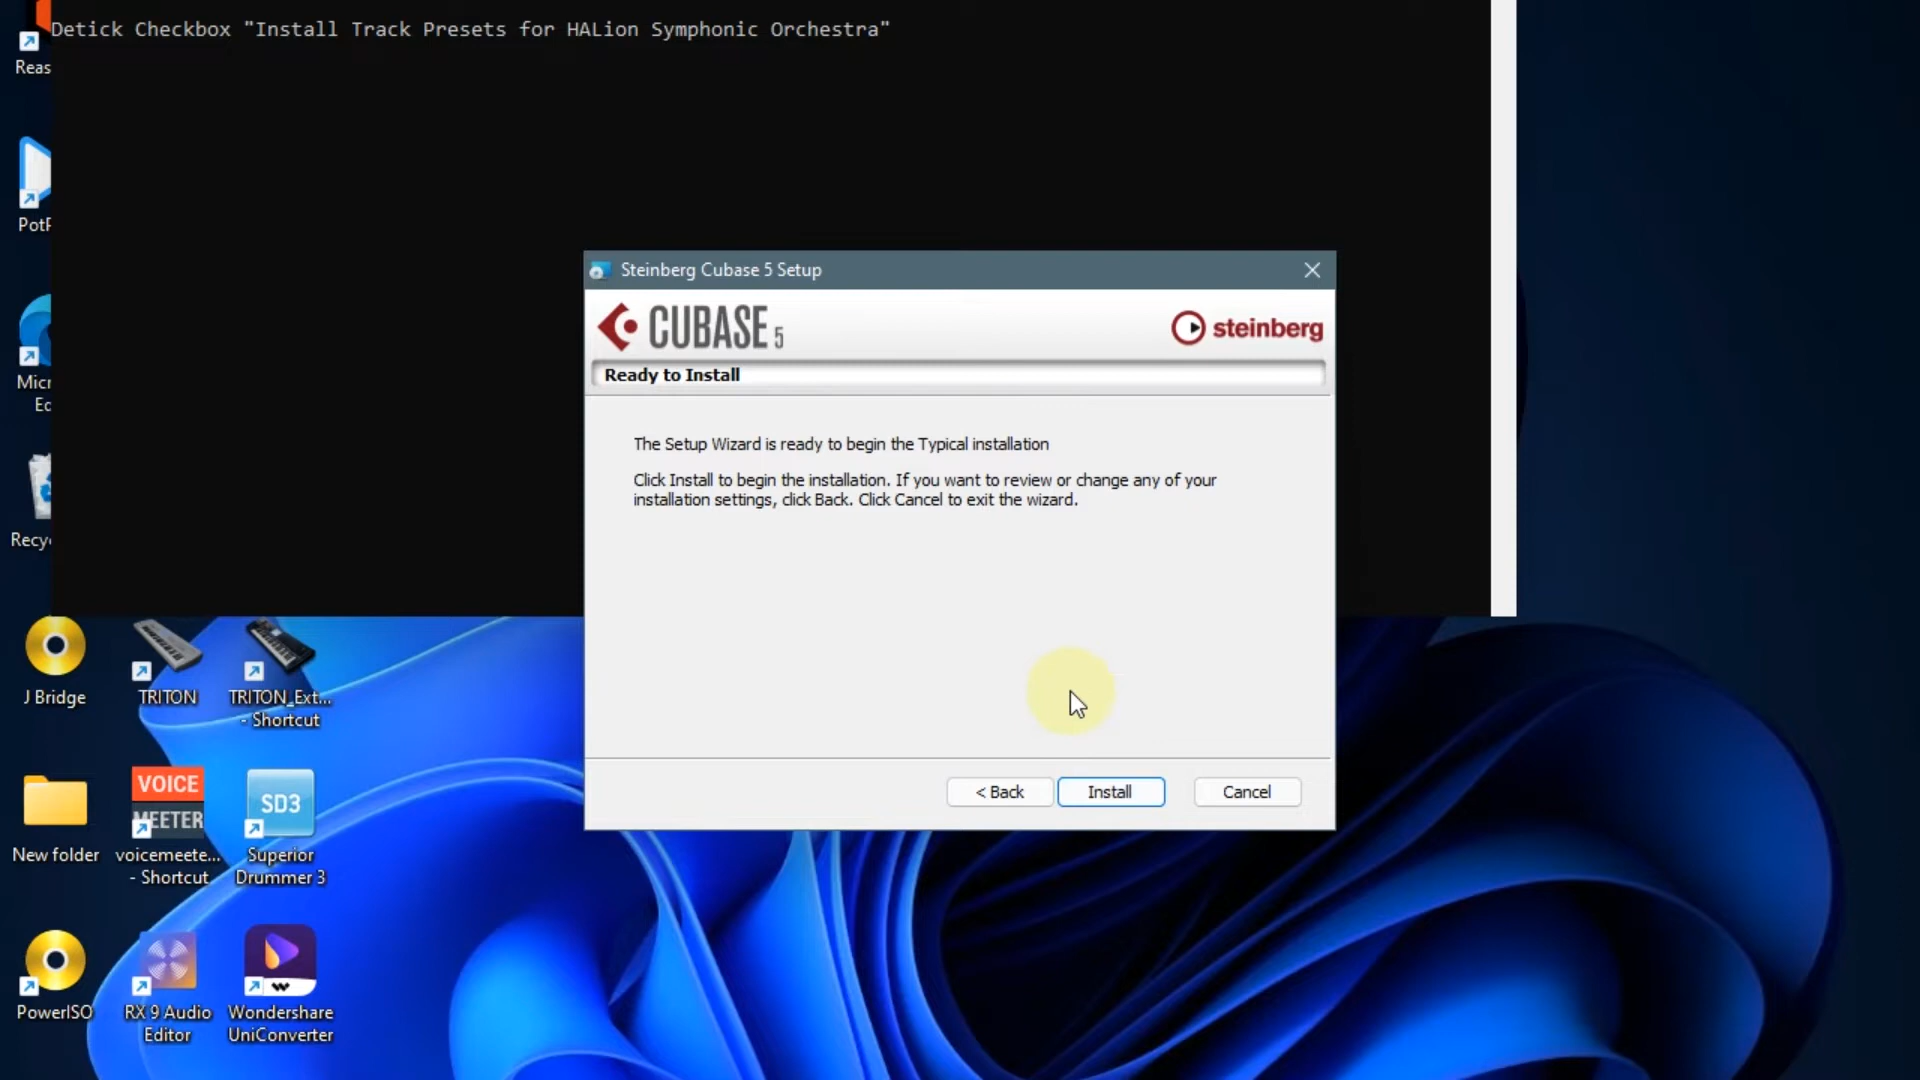 Detick Checkbox "Install Track Presets for HALion Symphonic Orchestra"
Reas
PotP
Micr
Ec
Recy
Steinberg Cubase 5 Setup
CUBASE 5
steinberg
Ready to Install
The Setup Wizard is ready to begin the Typical installation
Click Install to begin the installation. If you want to review or change any of your
installation settings, click Back. Click Cancel to exit the wizard.
< Back
Install
Cancel
J Bridge
TRITON
TRITON_Ext...
- Shortcut
New folder
VOICE
MEETER
voicemeete...
- Shortcut
SD3
Superior
Drummer 3
PowerISO
RX 9 Audio
Editor
Wondershare
UniConverter